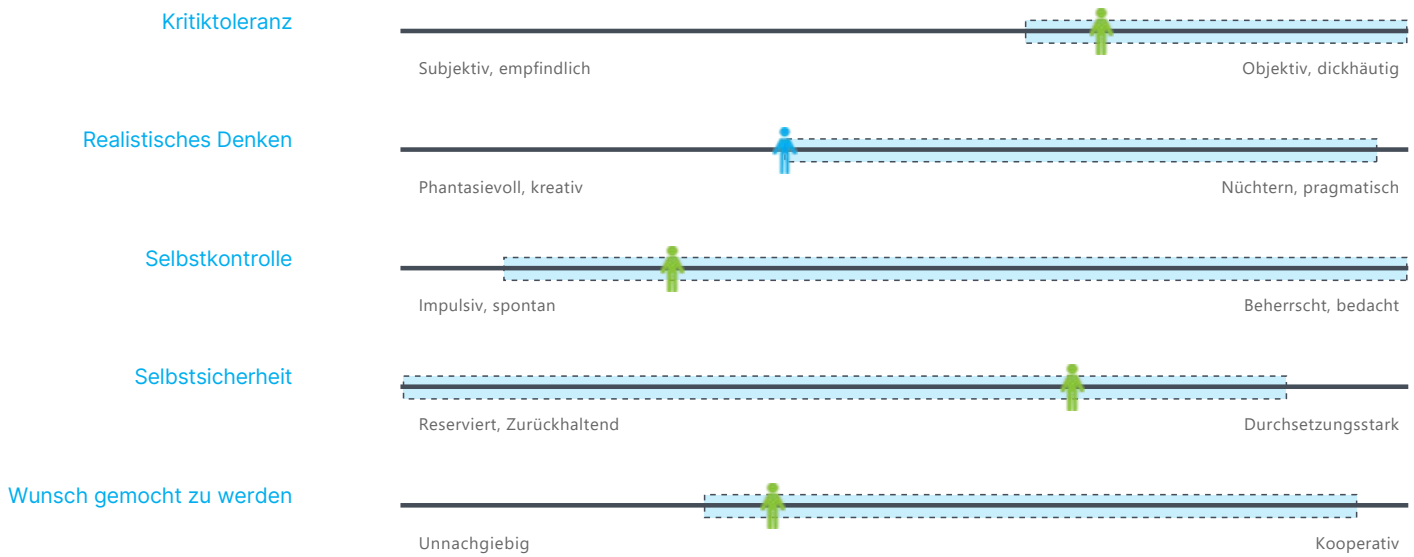 Kritiktoleranz
Subjektiv, empfindlich
Objektiv, dickhäutig
Realistisches Denken
Phantasievoll, kreativ
Nüchtern, pragmatisch
Selbstkontrolle
Impulsiv, spontan
Beherrscht, bedacht
Selbstsicherheit
Reserviert, Zurückhaltend
Durchsetzungsstark
Wunsch gemocht zu werden
Unnachgiebig
Kooperativ